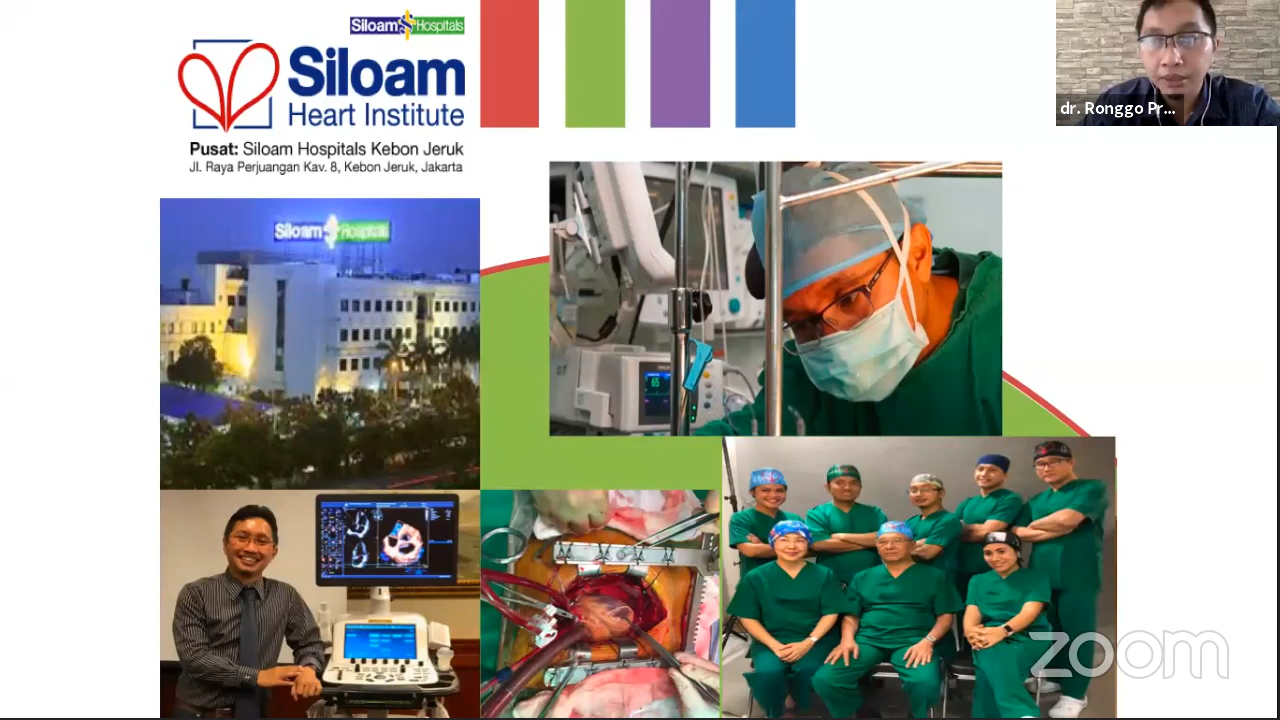 Siloam Hospitals
Siloam
Heart Institute
Pusat: Siloam Hospitals Kebon Jeruk
Jl. Raya Perjuangan Kav. 8, Kebon Jeruk, Jakarta
dr. Ronggo Pr...
Siloam Hospitals
65
zoom